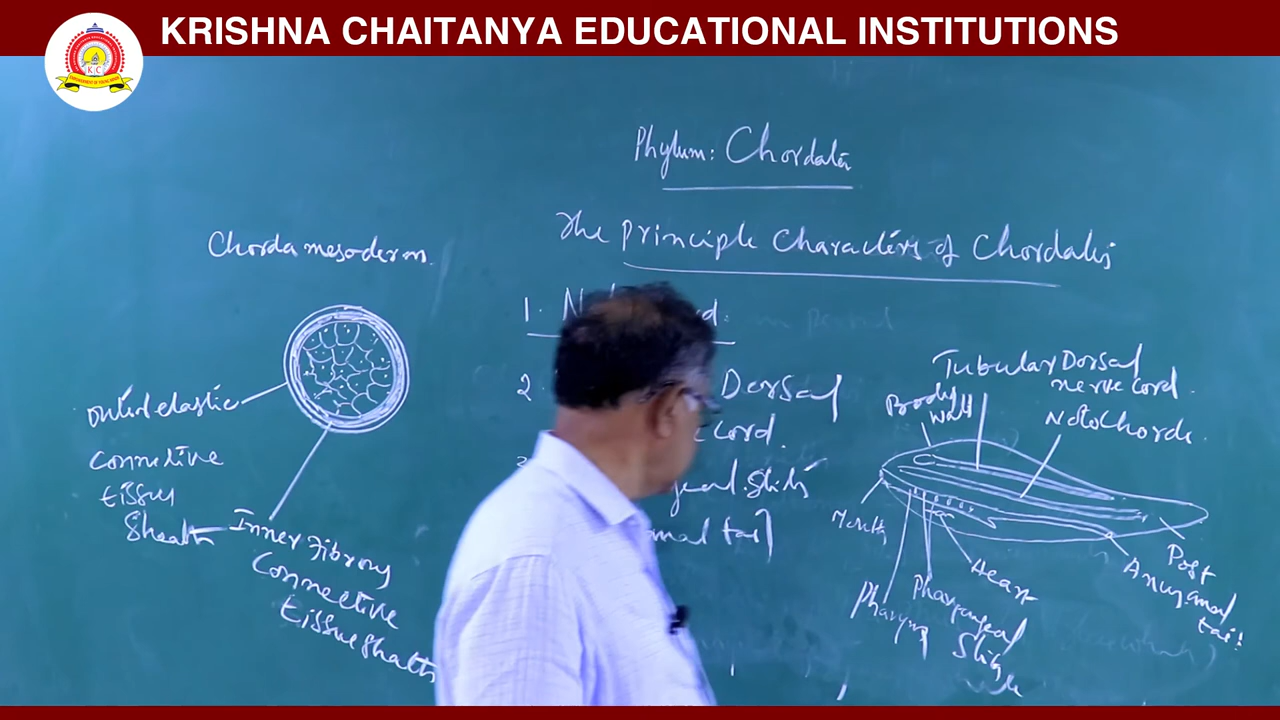 KRISHNA CHAITANYA EDUCATIONAL INSTITUTIONS
K C
Phylum: Chordata
The principle Characters of Chordates
Chorda mesoderm.
1. N d.
2. Dorsal
cord.
geal slits
mal tail
elastic
Connective
tissue
Sheath
Inner Fibrous
Connective
tissue sheath
Tubular Dorsal
nerve cord.
Body
wall
Notochord.
Mouth
Pharynx
Pharyngeal
Slits
Heart
Anus
Post
anal
tail